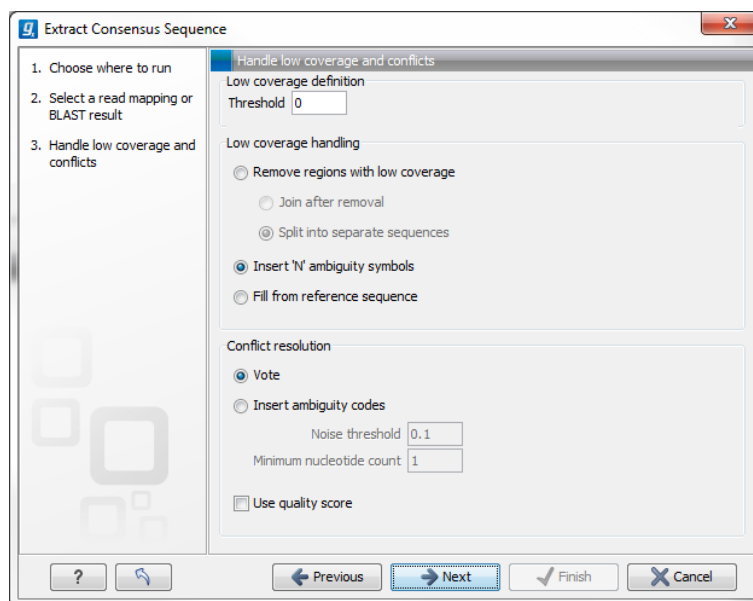 Extract Consensus Sequence
1. Choose where to run
2. Select a read mapping or
BLAST result
3. Handle low coverage and
conflicts
Handle low coverage and conflicts
Low coverage definition
Threshold 0
Low coverage handling
Remove regions with low coverage
Join after removal
Split into separate sequences
Insert 'N' ambiguity symbols
Fill from reference sequence
Conflict resolution
Vote
Insert ambiguity codes
Noise threshold 0.1
Minimum nucleotide count 1
Use quality score
? Previous Next Finish Cancel